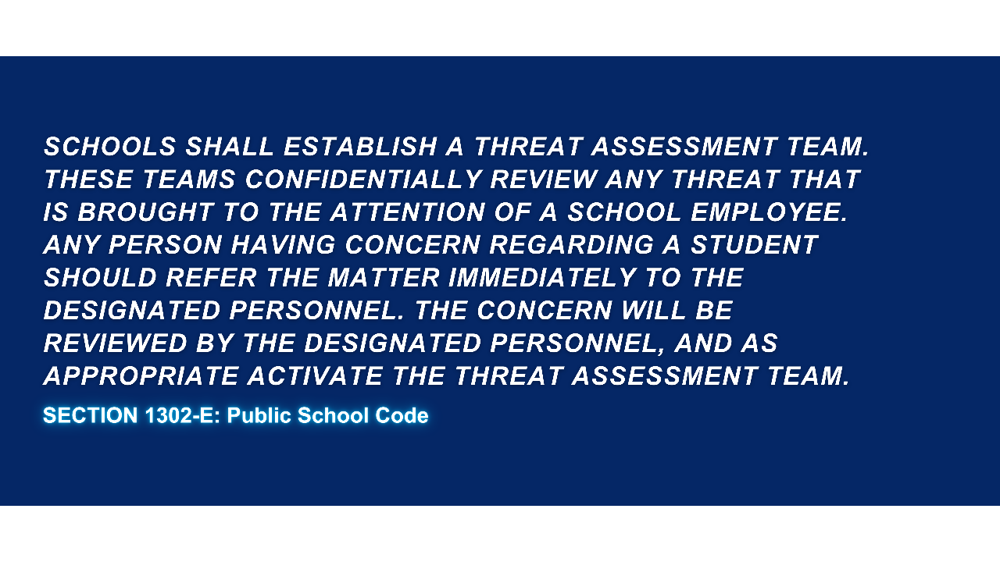 SCHOOLS SHALL ESTABLISH A THREAT ASSESSMENT TEAM.
THESE TEAMS CONFIDENTIALLY REVIEW ANY THREAT THAT
IS BROUGHT TO THE ATTENTION OF A SCHOOL EMPLOYEE.
ANY PERSON HAVING CONCERN REGARDING A STUDENT
SHOULD REFER THE MATTER IMMEDIATELY TO THE
DESIGNATED PERSONNEL. THE CONCERN WILL BE
REVIEWED BY THE DESIGNATED PERSONNEL, AND AS
APPROPRIATE ACTIVATE THE THREAT ASSESSMENT TEAM.
SECTION 1302-E: Public School Code